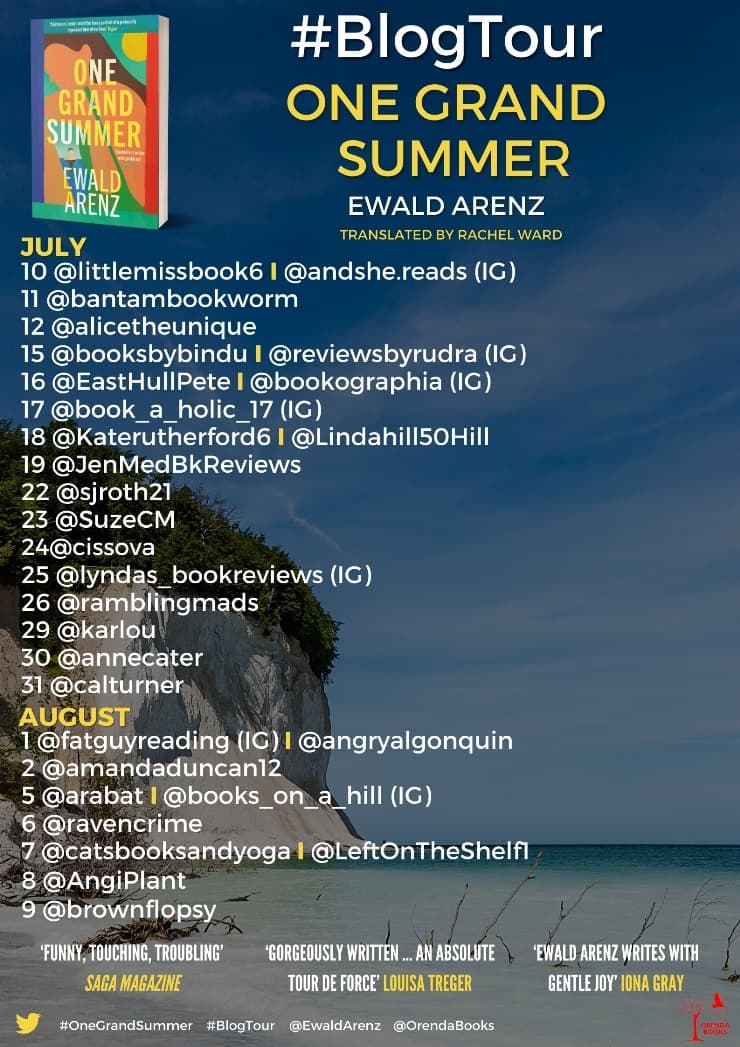 #BlogTour
ONE GRAND
SUMMER
EWALD ARENZ
TRANSLATED BY RACHEL WARD
ONE
GRAND
SUMMER
EWALD
ARENZ
JULY
10 @littlemissbook6 I @andshe.reads (IG)
11 @bantambookworm
12 @alicetheunique
15 @booksbybindu I @reviewsbyrudra (IG)
16 @EastHullPete I @bookographia (IG)
17 @book_a_holic_17 (IG)
18 @Katerutherford6 I @Lindahill50Hill
19 @JenMedBkReviews
22 @sjroth21
23 @SuzeCM
24@cissova
25 @lyndas_bookreviews (IG)
26 @ramblingmads
29 @karlou
30 @annecater
31 @calturner
AUGUST
1 @fatguyreading (IG) I @angryalgonquin
2 @amandaduncan12
5 @arabat I @books_on_a_hill (IG)
6 @ravencrime
7 @catsbooksandyoga I @LeftOnTheShelf1
8 @AngiPlant
9 @brownflopsy
'FUNNY, TOUCHING, TROUBLING'
SAGA MAGAZINE
'GORGEOUSLY WRITTEN ... AN ABSOLUTE
TOUR DE FORCE' LOUISA TREGER
'EWALD ARENZ WRITES WITH
GENTLE JOY' IONA GRAY
#OneGrandSummer #BlogTour @EwaldArenz @OrendaBooks
ORENDA
BOOKS